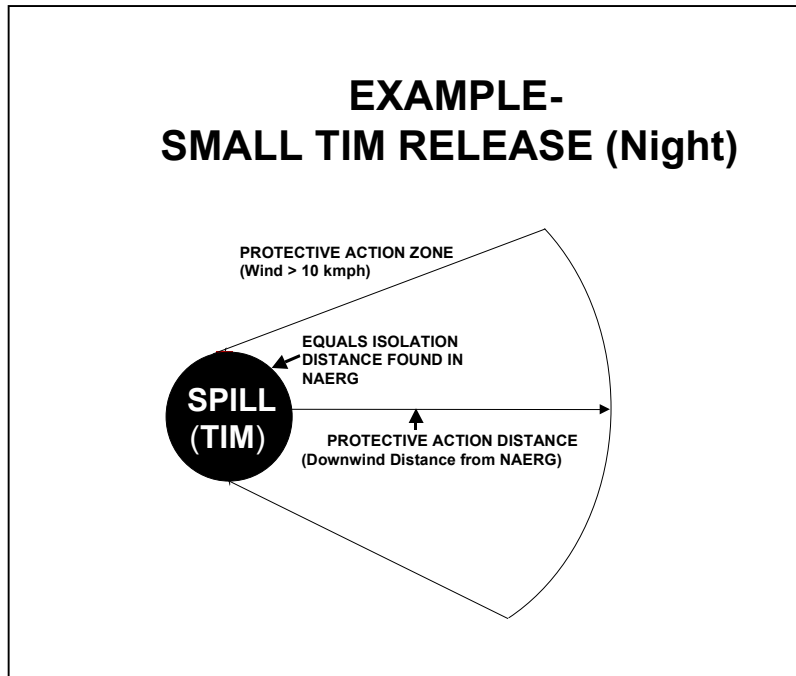 EXAMPLE-
SMALL TIM RELEASE (Night)
PROTECTIVE ACTION ZONE
(Wind > 10 kmph)
EQUALS ISOLATION
DISTANCE FOUND IN
NAERG
SPILL
(TIM)
PROTECTIVE ACTION DISTANCE
(Downwind Distance from NAERG)